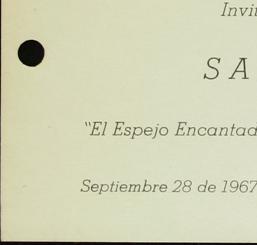 Invit
S A
"El Espejo Encantad
Septiembre 28 de 1967